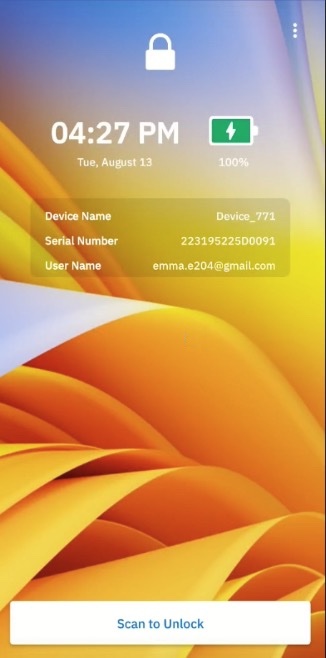 04:27 PM
Tue, August 13
100%
Device Name Device_771
Serial Number 223195225D0091
User Name emma.e204@gmail.com
Scan to Unlock